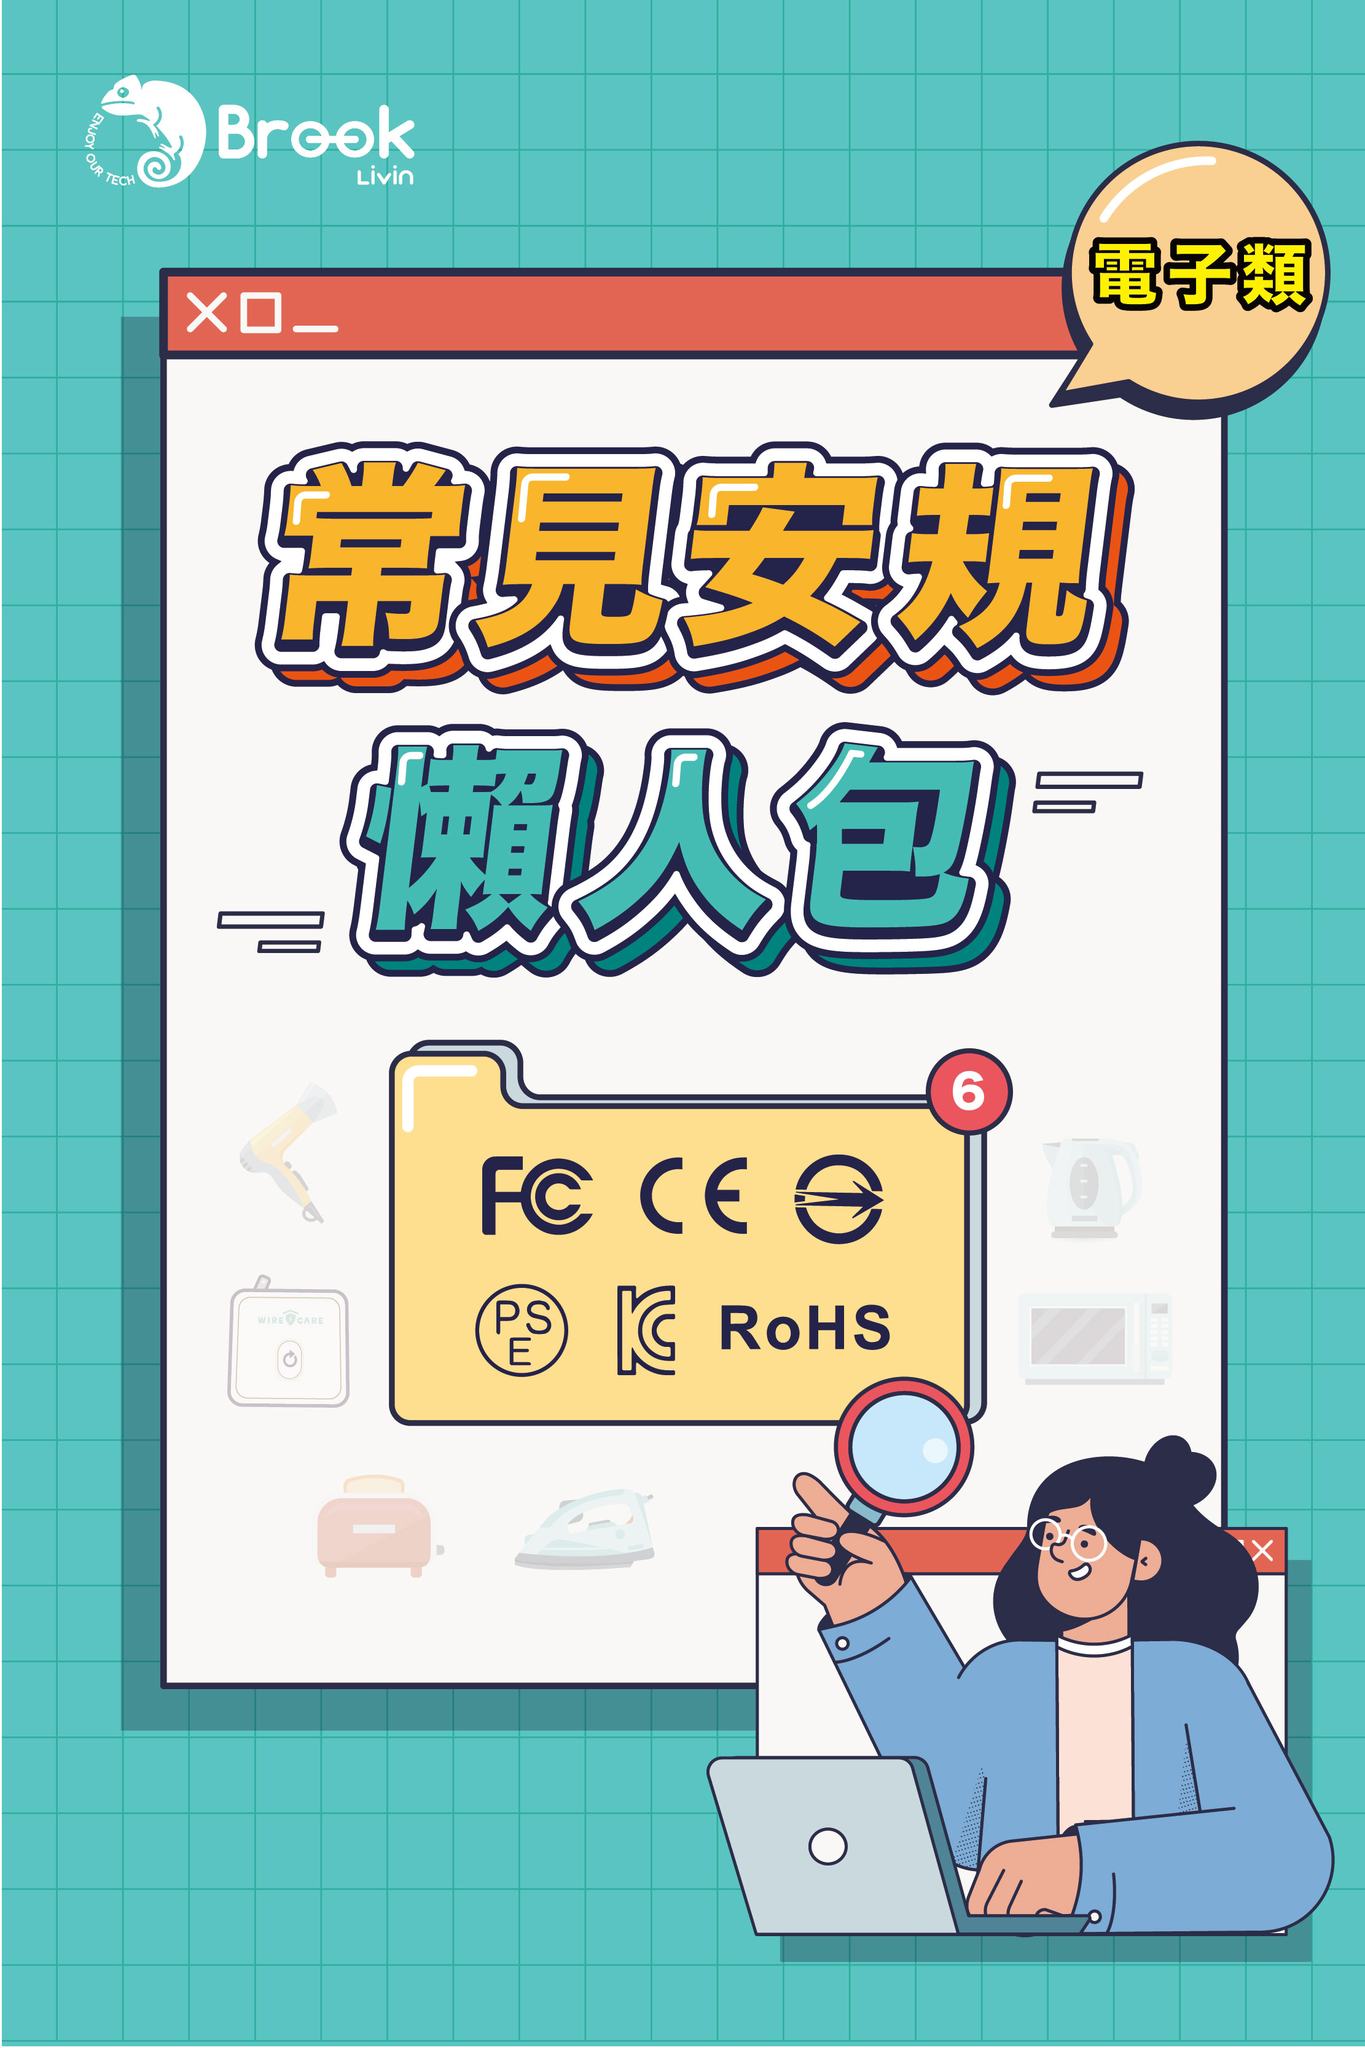 Brook
Livin
ENJOY OUR TECH
電子類
常見安規
懶人包
6
FC CE
PSE KC RoHS
WIRE CARE